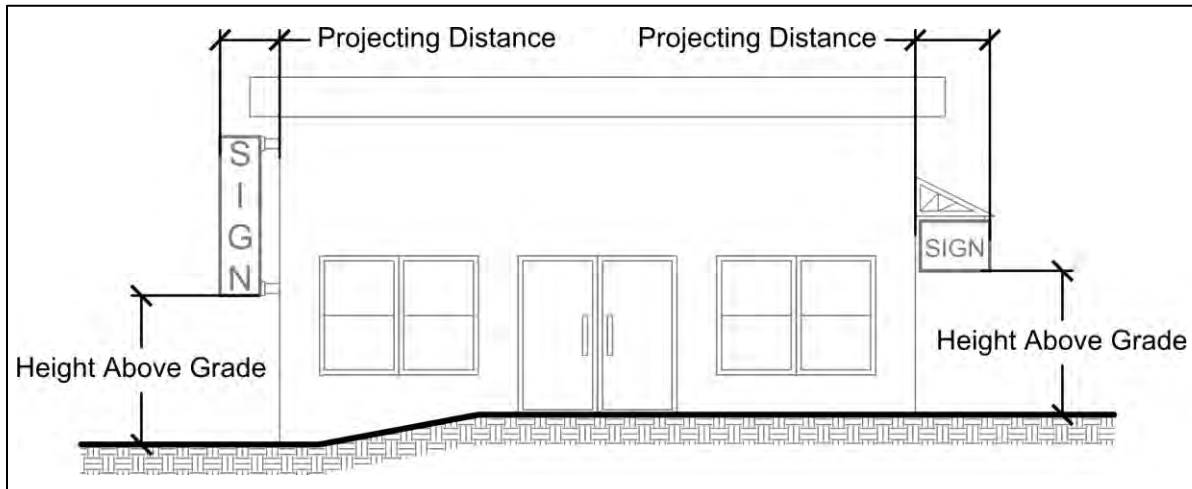 Projecting Distance
Projecting Distance
S
I
G
N
SIGN
Height Above Grade
Height Above Grade